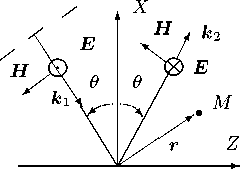 X
H k₂
E
H θ θ E
k₁ M
r Z